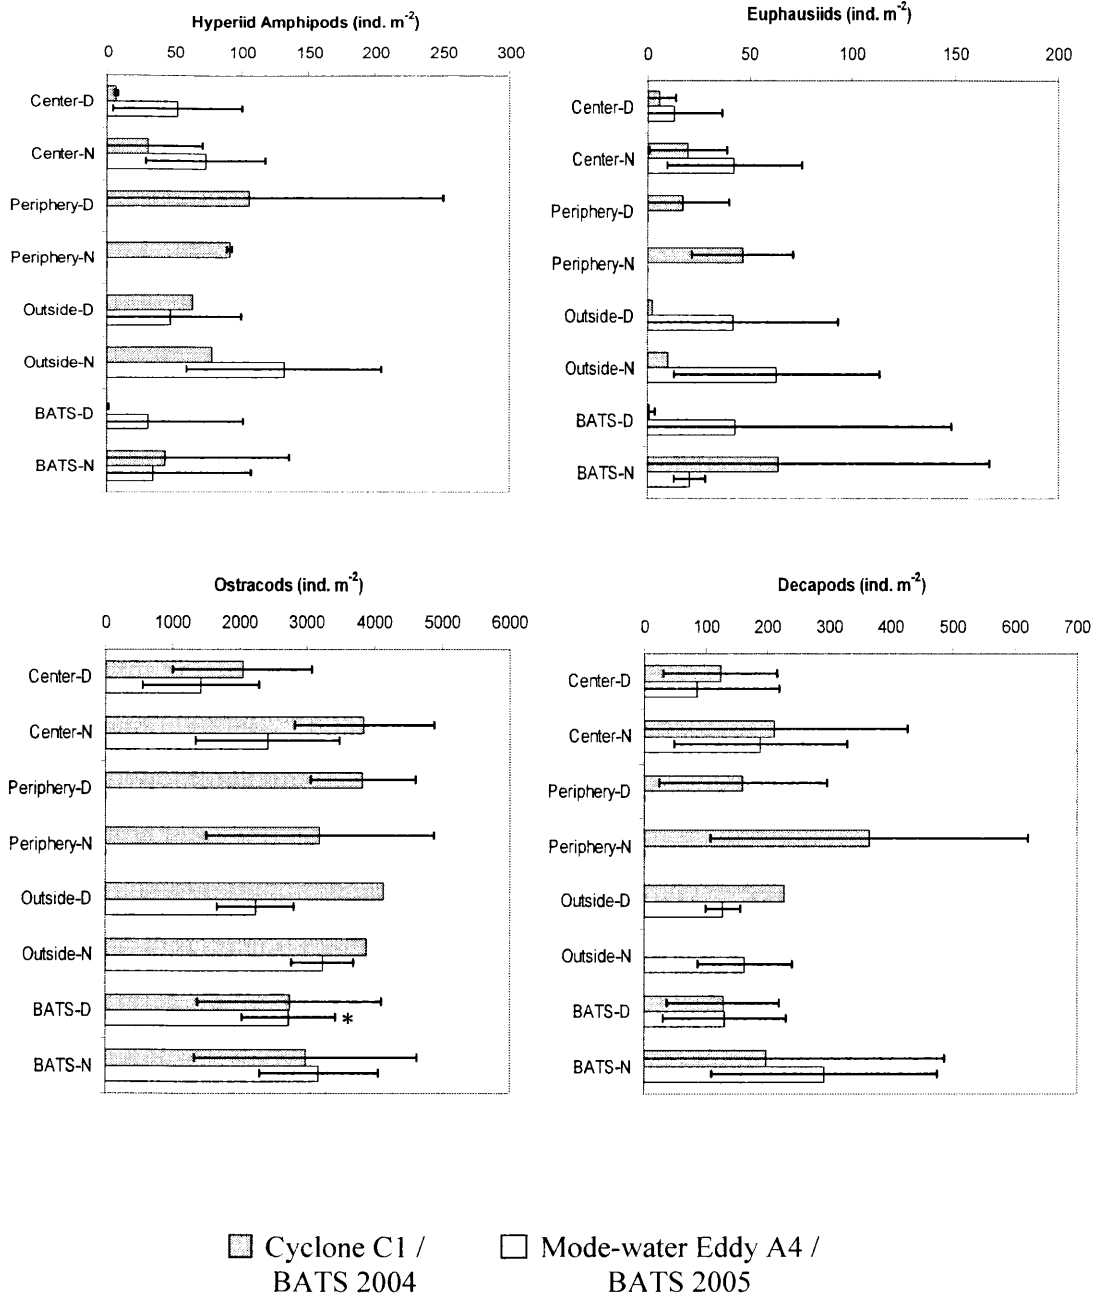 Hyperiid Amphipods (ind. m-2)
0 50 100 150 200 250 300
Center-D
Center-N
Periphery-D
Periphery-N
Outside-D
Outside-N
BATS-D
BATS-N
Euphausiids (ind. m-2)
0 50 100 150 200
Center-D
Center-N
Periphery-D
Periphery-N
Outside-D
Outside-N
BATS-D
BATS-N
Ostracods (ind. m-2)
0 1000 2000 3000 4000 5000 6000
Center-D
Center-N
Periphery-D
Periphery-N
Outside-D
Outside-N
BATS-D
*
BATS-N
Decapods (ind. m-2)
0 100 200 300 400 500 600 700
Center-D
Center-N
Periphery-D
Periphery-N
Outside-D
Outside-N
BATS-D
BATS-N
Cyclone C1 /
BATS 2004
Mode-water Eddy A4 /
BATS 2005